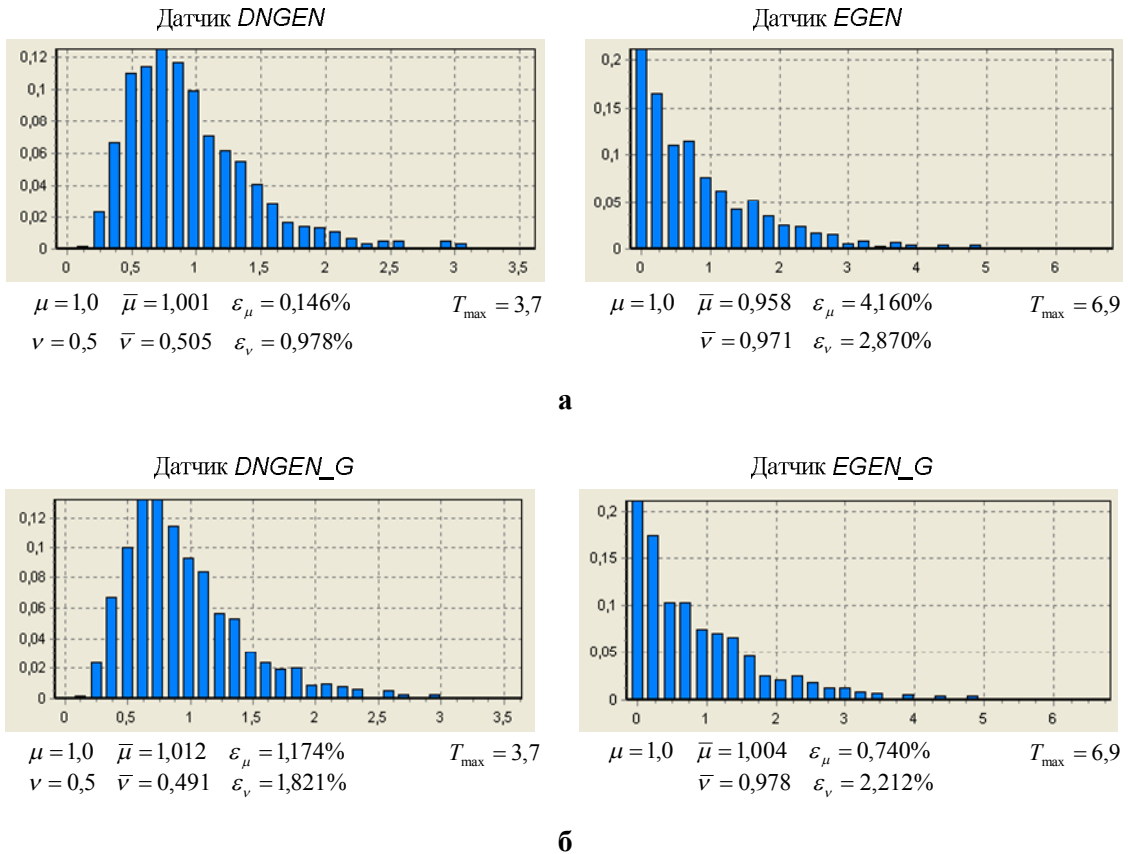 Датчик DNGEN
0,12
0,1
0,08
0,06
0,04
0,02
0
0 0,5 1 1,5 2 2,5 3 3,5
μ = 1,0 μ̅ = 1,001 ε_μ = 0,146% T_max = 3,7
ν = 0,5 ν̅ = 0,505 ε_ν = 0,978%
Датчик EGEN
0,2
0,15
0,1
0,05
0
0 1 2 3 4 5 6
μ = 1,0 μ̅ = 0,958 ε_μ = 4,160% T_max = 6,9
ν̅ = 0,971 ε_ν = 2,870%
а
Датчик DNGEN_G
0,12
0,1
0,08
0,06
0,04
0,02
0
0 0,5 1 1,5 2 2,5 3 3,5
μ = 1,0 μ̅ = 1,012 ε_μ = 1,174% T_max = 3,7
ν = 0,5 ν̅ = 0,491 ε_ν = 1,821%
Датчик EGEN_G
0,2
0,15
0,1
0,05
0
0 1 2 3 4 5 6
μ = 1,0 μ̅ = 1,004 ε_μ = 0,740% T_max = 6,9
ν̅ = 0,978 ε_ν = 2,212%
б